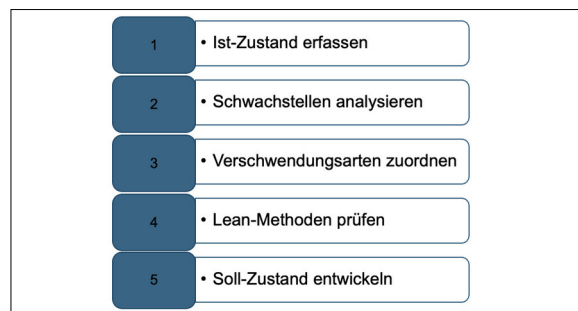 1 • Ist-Zustand erfassen
2 • Schwachstellen analysieren
3 • Verschwendungsarten zuordnen
4 • Lean-Methoden prüfen
5 • Soll-Zustand entwickeln